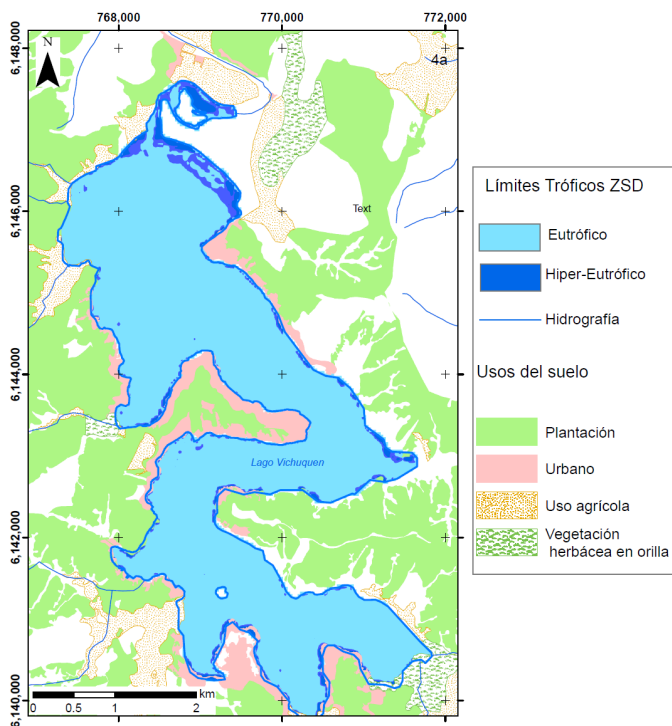 768,000
770,000
772,000
6,148,000
6,146,000
6,144,000
6,142,000
6,140,000
N
4a
Text
Lago Vichuquen
km
0 0.5 1 2
Límites Tróficos ZSD
Eutrófico
Hiper-Eutrófico
Hidrografía
Usos del suelo
Plantación
Urbano
Uso agrícola
Vegetación
herbácea en orilla